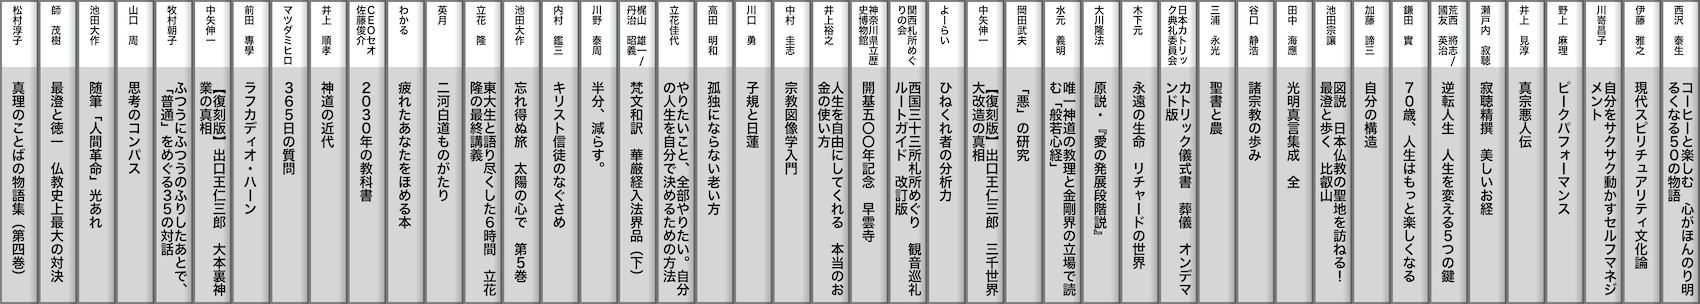 西沢　泰生
コーヒーと楽しむ　心がほんのり明
るくなる５０の物語
伊藤　雅之
現代スピリチュアリティ文化論
川嵜昌子
自分をサクサク動かすセルフマネジ
メント
野上　麻理
ピークパフォーマンス
井上　見淳
真宗悪人伝
瀬戸内　寂聴
寂聴精撰　美しいお経
荒西　將志/
國友　英治
逆転人生　人生を変える５つの鍵
鎌田　實
７０歳、人生はもっと楽しくなる
加藤　諦三
自分の構造
池田宗讓
図説　日本仏教の聖地を訪ねる！
最澄と歩く　比叡山
田中　海應
光明真言集成　全
谷口　静浩
諸宗教の歩み
三浦　永光
聖書と農
日本カトリッ
ク典礼委員会
カトリック儀式書　葬儀　オンデマ
ンド版
木下元
永遠の生命　リチャードの世界
大川隆法
原説・『愛の発展段階説』
水元　義明
唯一神道の教理と金剛界の立場で読
む「般若心経」
岡田武夫
「悪」の研究
中矢伸一
【復刻版】出口王仁三郎　三千世界
大改造の真相
よーらい
ひねくれ者の分析力
関西札所めぐ
りの会
西国三十三所札所めぐり　観音巡礼
ルートガイド　改訂版
神奈川県立歴
史博物館
開基五〇〇年記念　早雲寺
井上裕之
人生を自由にしてくれる　本当のお
金の使い方
中村　圭志
宗教図像学入門
川口　勇
子規と日蓮
高田　明和
孤独にならない老い方
立花佳代
やりたいこと、全部やりたい。自分
の人生を自分で決めるための方法
梶山　雄一/
丹治　昭義
梵文和訳　華厳経入法界品（下）
川野　泰周
半分、減らす。
内村　鑑三
キリスト信徒のなぐさめ
池田大作
忘れ得ぬ旅　太陽の心で　第５巻
立花　隆
東大生と語り尽くした６時間　立花
隆の最終講義
英月
二河白道ものがたり
わかる
疲れたあなたをほめる本
ＣＥＯセオ
佐藤俊介
２０３０年の教科書
井上　順孝
神道の近代
マツダミヒロ
３６５日の質問
前田　專學
ラフカディオ・ハーン
中矢伸一
【復刻版】出口王仁三郎　大本裏神
業の真相
牧村朝子
ふつうにふつうのふりしたあとで、
「普通」をめぐる３５の対話
山口　周
思考のコンパス
池田大作
随筆「人間革命」光あれ
師　茂樹
最澄と徳一　仏教史上最大の対決
松村淳子
真理のことばの物語集（第四巻）